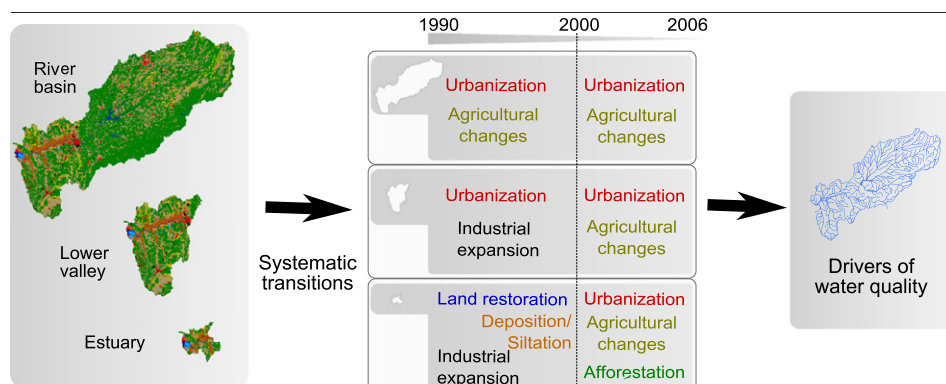 1990 2000 2006
River
basin
Lower
valley
Estuary
Systematic
transitions
Urbanization
Agricultural
changes
Urbanization
Agricultural
changes
Urbanization
Industrial
expansion
Urbanization
Agricultural
changes
Land restoration
Deposition/
Siltation
Industrial
expansion
Urbanization
Agricultural
changes
Afforestation
Drivers of
water quality